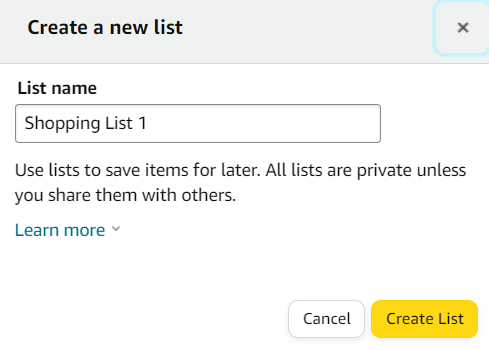 Create a new list
List name
Shopping List 1
Use lists to save items for later. All lists are private unless
you share them with others.
Learn more
Cancel
Create List